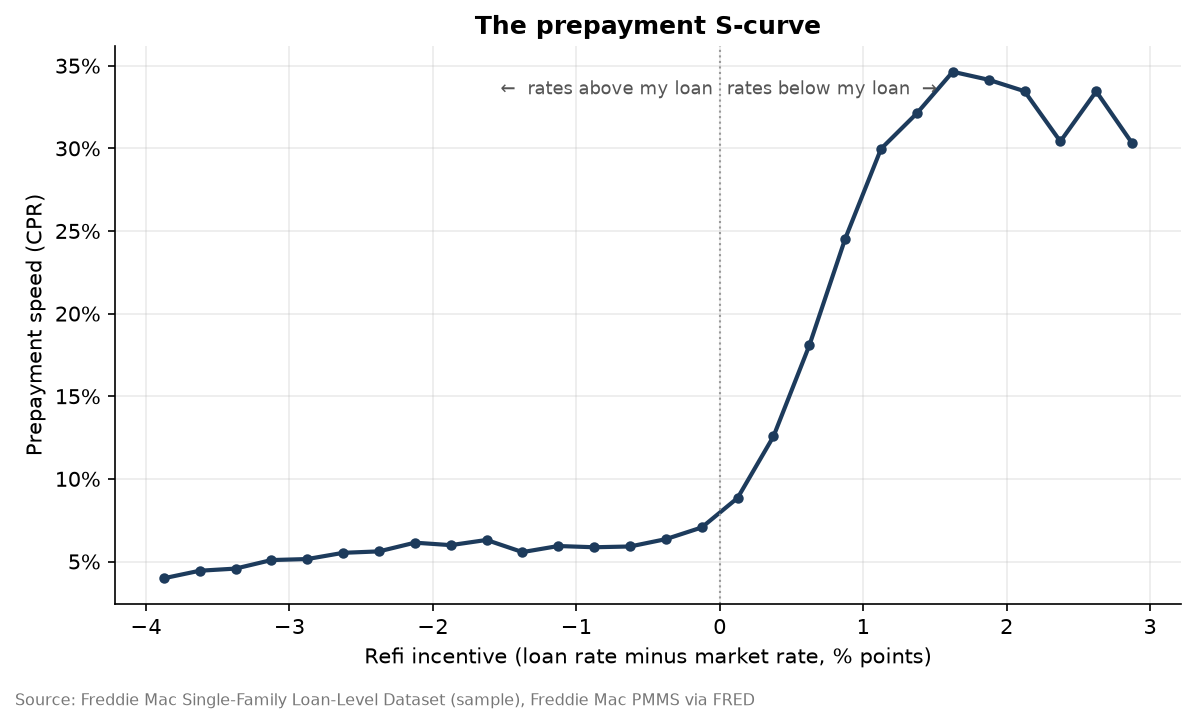 The prepayment S-curve
← rates above my loan
rates below my loan →
Prepayment speed (CPR)
35%
30%
25%
20%
15%
10%
5%
−4 −3 −2 −1 0 1 2 3
Refi incentive (loan rate minus market rate, % points)
Source: Freddie Mac Single-Family Loan-Level Dataset (sample), Freddie Mac PMMS via FRED